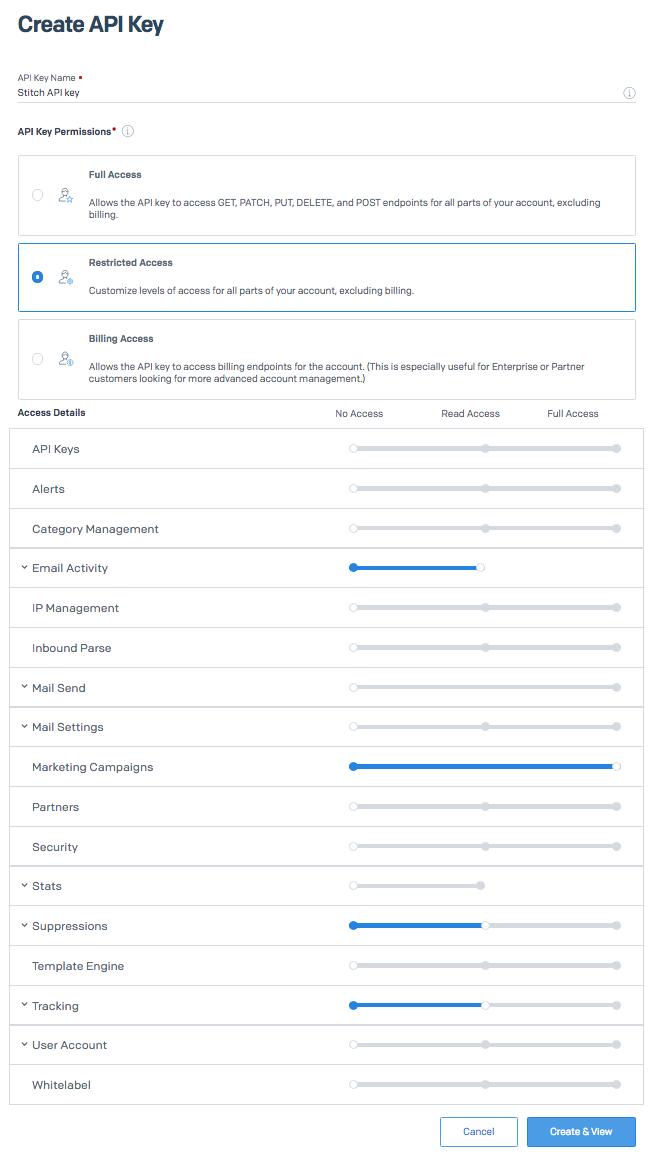 Create API Key
API Key Name •
Stitch API key
API Key Permissions•
Full Access
Allows the API key to access GET, PATCH, PUT, DELETE, and POST endpoints for all parts of your account, excluding
billing.
Restricted Access
Customize levels of access for all parts of your account, excluding billing.
Billing Access
Allows the API key to access billing endpoints for the account. (This is especially useful for Enterprise or Partner
customers looking for more advanced account management.)
Access Details No Access Read Access Full Access
API Keys
Alerts
Category Management
Email Activity
IP Management
Inbound Parse
Mail Send
Mail Settings
Marketing Campaigns
Partners
Security
Stats
Suppressions
Template Engine
Tracking
User Account
Whitelabel
Cancel Create & View